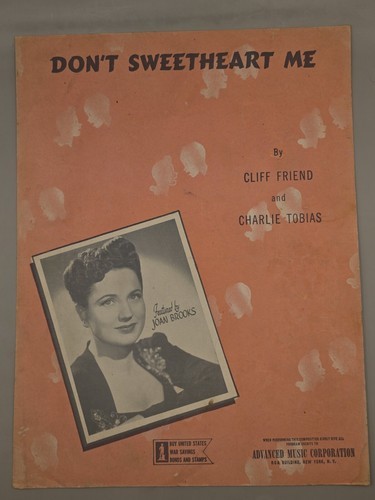 DON'T SWEETHEART ME
By
CLIFF FRIEND
and
CHARLIE TOBIAS
Featured by
JOAN BROOKS
BUY UNITED STATES
WAR SAVINGS
BONDS AND STAMPS
ADVANCED MUSIC CORPORATION
R.C.A. BUILDING, NEW YORK, N. Y.